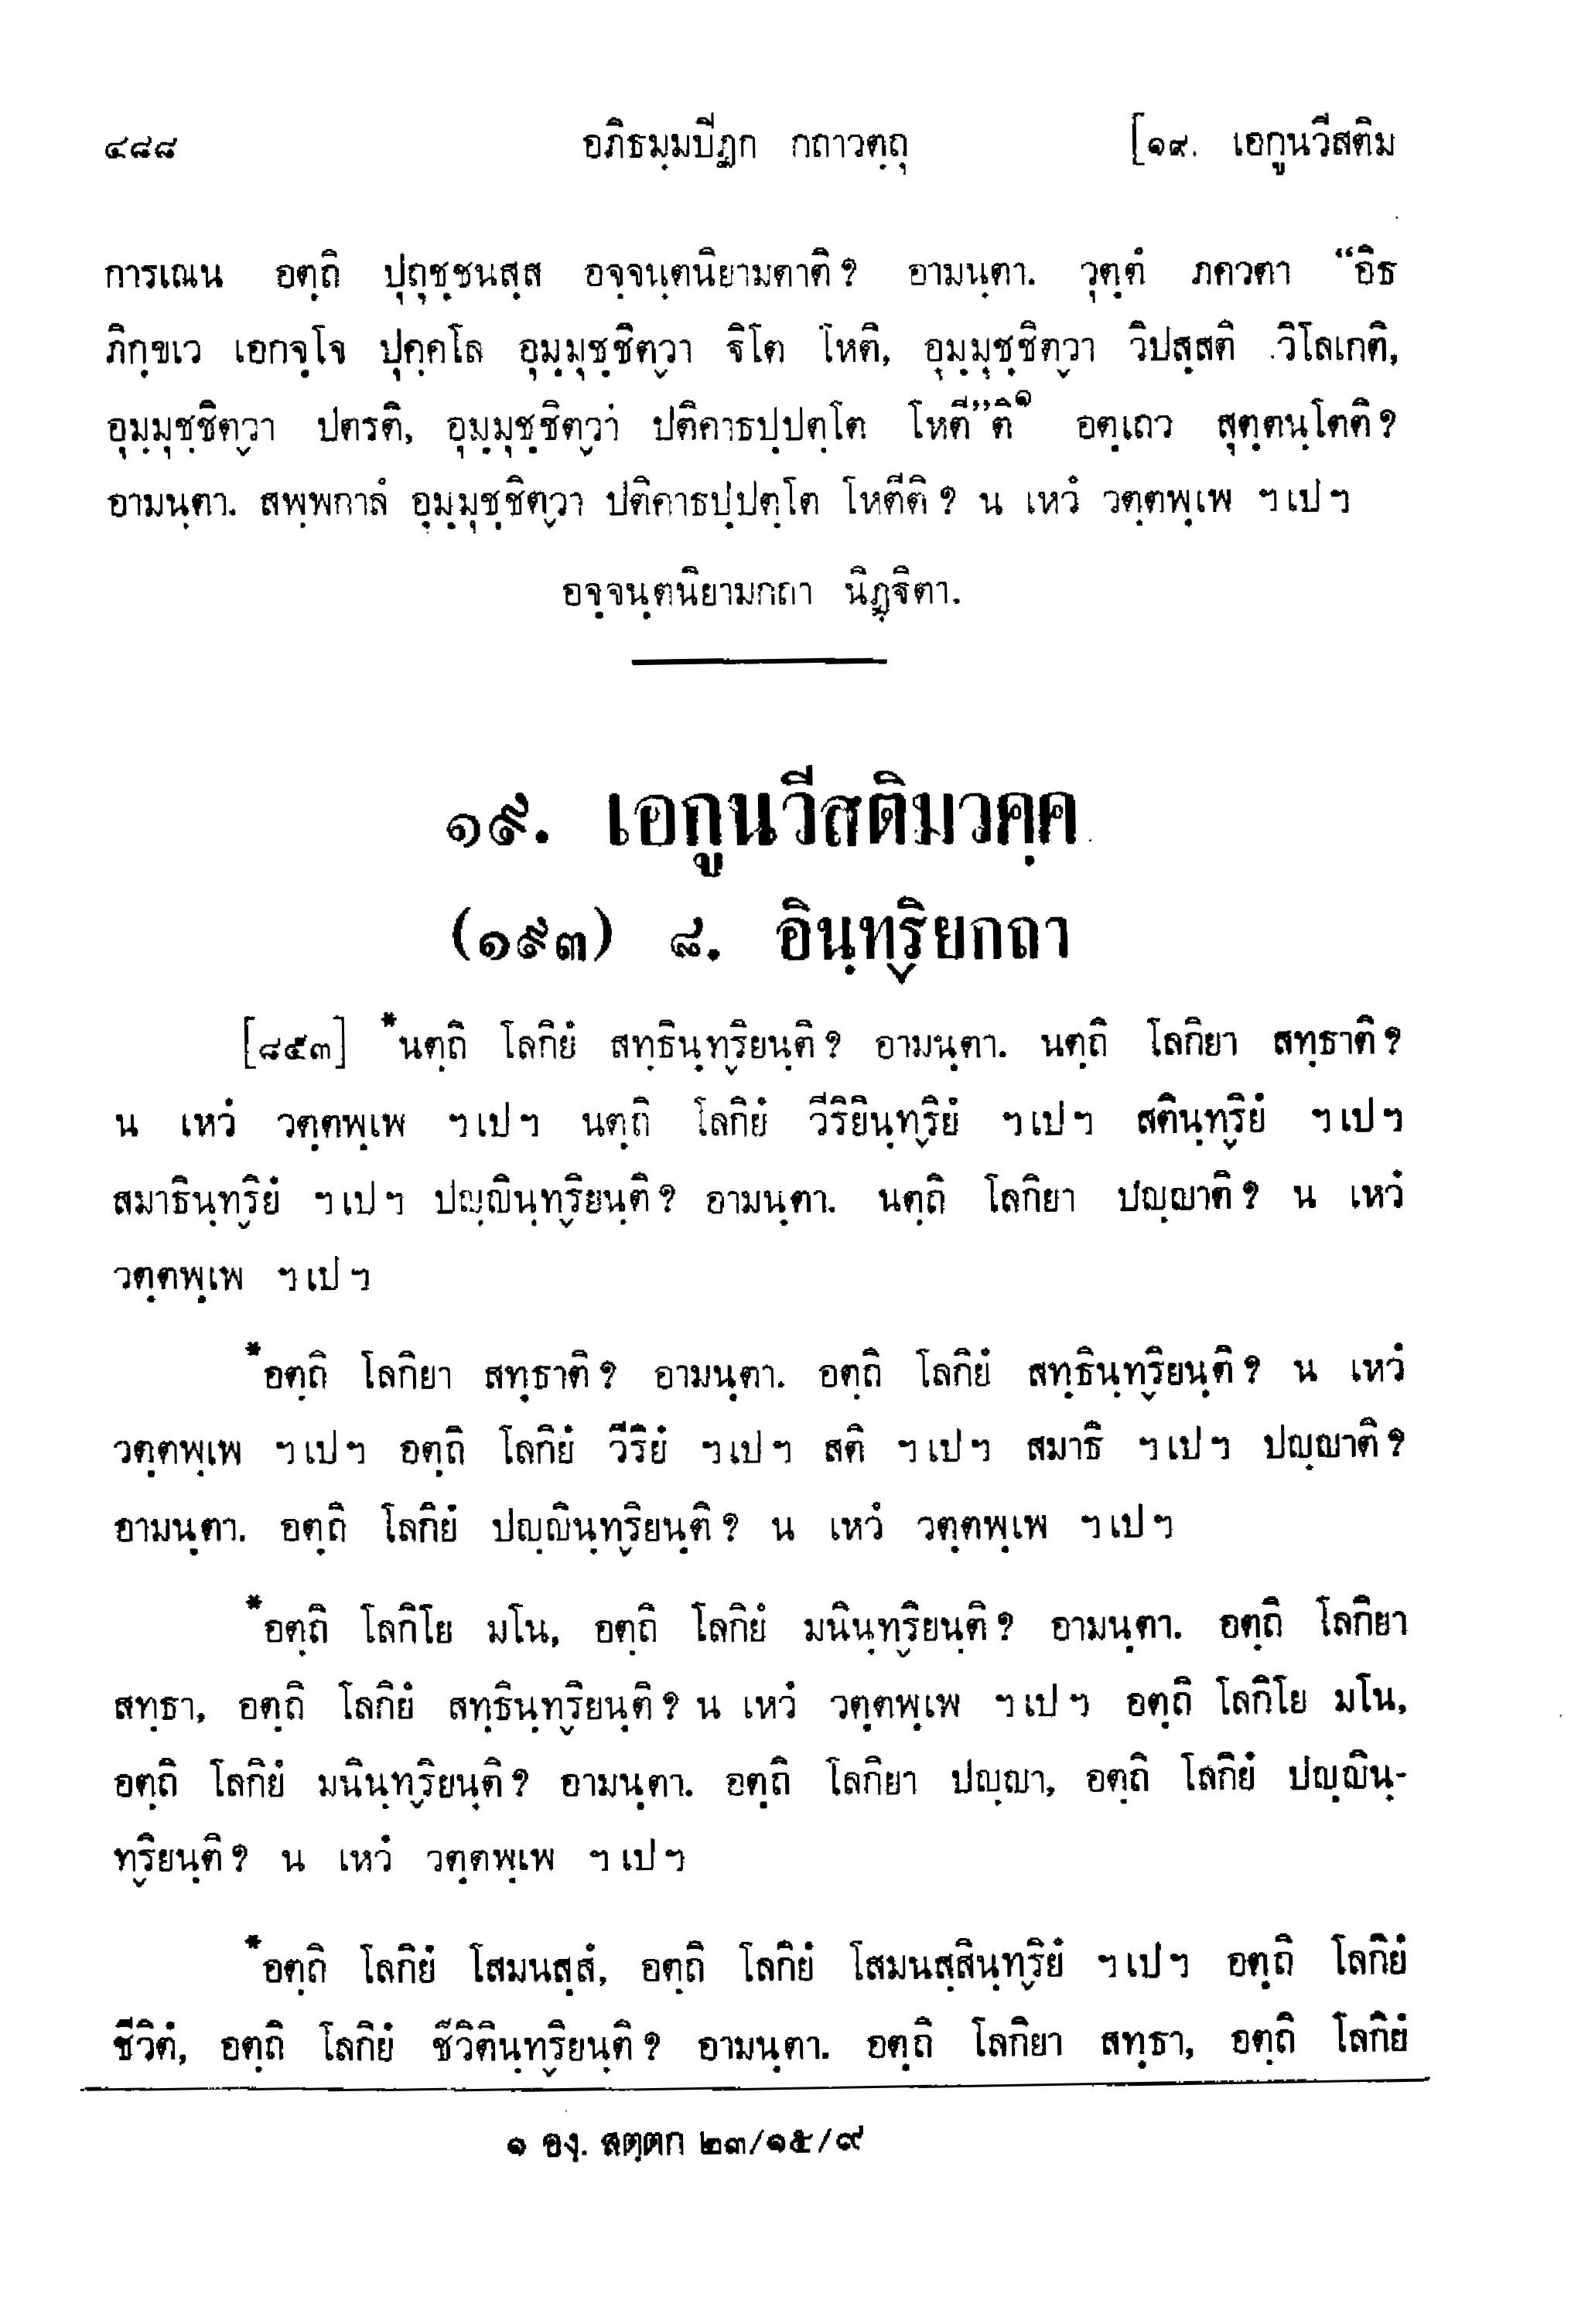 ๔๘๘ อภิธมฺมปีฏก กถาวตฺถุ [๑๙. เอกูนวีสติม
การเณน อตฺถิ ปุถุชฺชนสฺส อจฺจนฺตนิยามตาติ? อามนฺตา. วุตฺตํ ภควตา “อิธ
ภิกฺขเว เอกจฺโจ ปุคฺคโล อุมฺมุชฺชิตฺวา ฐิโต โหติ, อุมฺมุชฺชิตฺวา วิปสฺสติ วิโลเกติ,
อุมฺมุชฺชิตฺวา ปตรติ, อุมฺมุชฺชิตฺวา ปติคาธปฺปตฺโต โหตี”ติ๑ อตฺเถว สุตฺตนฺโตติ?
อามนฺตา. สพฺพกาลํ อุมฺมุชฺชิตฺวา ปติคาธปฺปตฺโต โหตีติ? น เหวํ วตฺตพฺเพ ฯเปฯ
อจฺจนฺตนิยามกถา นิฏฺฐิตา.
๑๙. เอกูนวีสติมวคฺค
(๑๙๓) ๘. อินฺทฺริยกถา
[๘๕๓] *นตฺถิ โลกิยํ สทฺธินฺทฺริยนฺติ? อามนฺตา. นตฺถิ โลกิยา สทฺธาติ?
น เหวํ วตฺตพฺเพ ฯเปฯ นตฺถิ โลกิยํ วีริยินฺทฺริยํ ฯเปฯ สตินฺทฺริยํ ฯเปฯ
สมาธินฺทฺริยํ ฯเปฯ ปญฺญินฺทฺริยนฺติ? อามนฺตา. นตฺถิ โลกิยา ปญฺญาติ? น เหวํ
วตฺตพฺเพ ฯเปฯ
*อตฺถิ โลกิยา สทฺธาติ? อามนฺตา. อตฺถิ โลกิยํ สทฺธินฺทฺริยนฺติ? น เหวํ
วตฺตพฺเพ ฯเปฯ อตฺถิ โลกิยํ วีริยํ ฯเปฯ สติ ฯเปฯ สมาธิ ฯเปฯ ปญฺญาติ?
อามนฺตา. อตฺถิ โลกิยํ ปญฺญินฺทฺริยนฺติ? น เหวํ วตฺตพฺเพ ฯเปฯ
*อตฺถิ โลกิโย มโน, อตฺถิ โลกิยํ มนินฺทฺริยนฺติ? อามนฺตา. อตฺถิ โลกิยา
สทฺธา, อตฺถิ โลกิยํ สทฺธินฺทฺริยนฺติ? น เหวํ วตฺตพฺเพ ฯเปฯ อตฺถิ โลกิโย มโน,
อตฺถิ โลกิยํ มนินฺทฺริยนฺติ? อามนฺตา. อตฺถิ โลกิยา ปญฺญา, อตฺถิ โลกิยํ ปญฺญินฺ-
ทฺริยนฺติ? น เหวํ วตฺตพฺเพ ฯเปฯ
*อตฺถิ โลกิยํ โสมนสฺสํ, อตฺถิ โลกิยํ โสมนสฺสินฺทฺริยํ ฯเปฯ อตฺถิ โลกิยํ
ชีวิตํ, อตฺถิ โลกิยํ ชีวิตินฺทฺริยนฺติ? อามนฺตา. อตฺถิ โลกิยา สทฺธา, อตฺถิ โลกิยํ
๑ องฺ. สตฺตก ๒๓/๑๕/๙